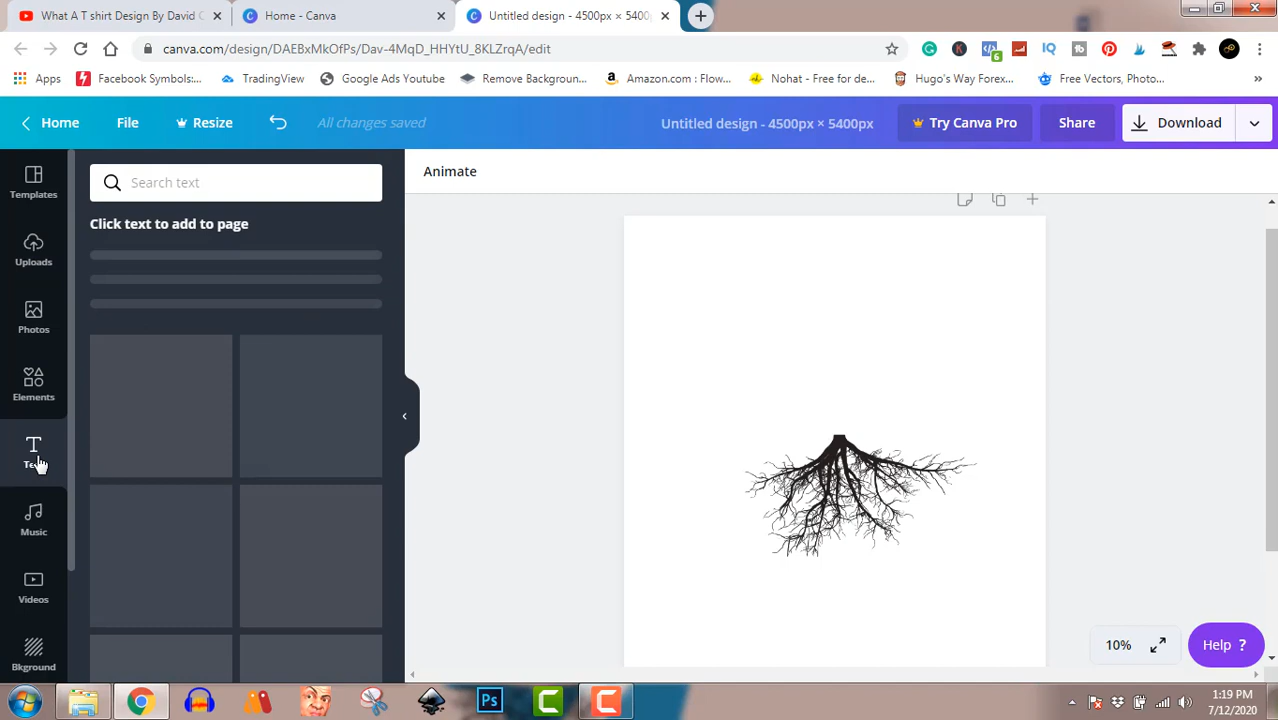 What A T shirt Design By David C
Home - Canva
Untitled design - 4500px × 5400p
canva.com/design/DAEBxMkOfPs/Dav-4MqD_HHYtU_8KLZrqA/edit
Apps
Facebook Symbols:...
TradingView
Google Ads Youtube
Remove Backgroun...
Amazon.com : Flow...
Nohat - Free for de...
Hugo's Way Forex...
Free Vectors, Photo...
»
Home
File
Resize
All changes saved
Untitled design - 4500px × 5400px
Try Canva Pro
Share
Download
Templates
Search text
Animate
Click text to add to page
Uploads
Photos
Elements
Music
Videos
Bkground
10%
Help ?
1:19 PM
7/12/2020